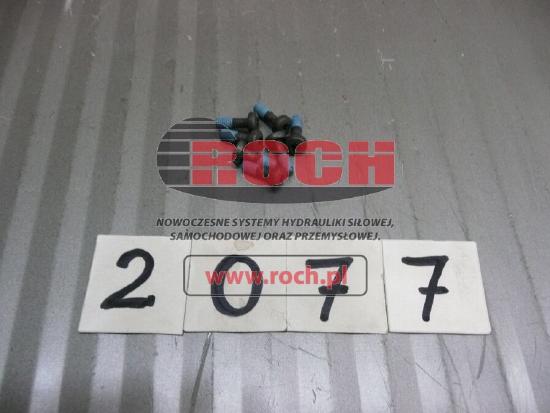 ROCH
NOWOCZESNE SYSTEMY HYDRAULIKI SIŁOWEJ,
SAMOCHODOWEJ ORAZ PRZEMYSŁOWEJ.
www.roch.pl
2077